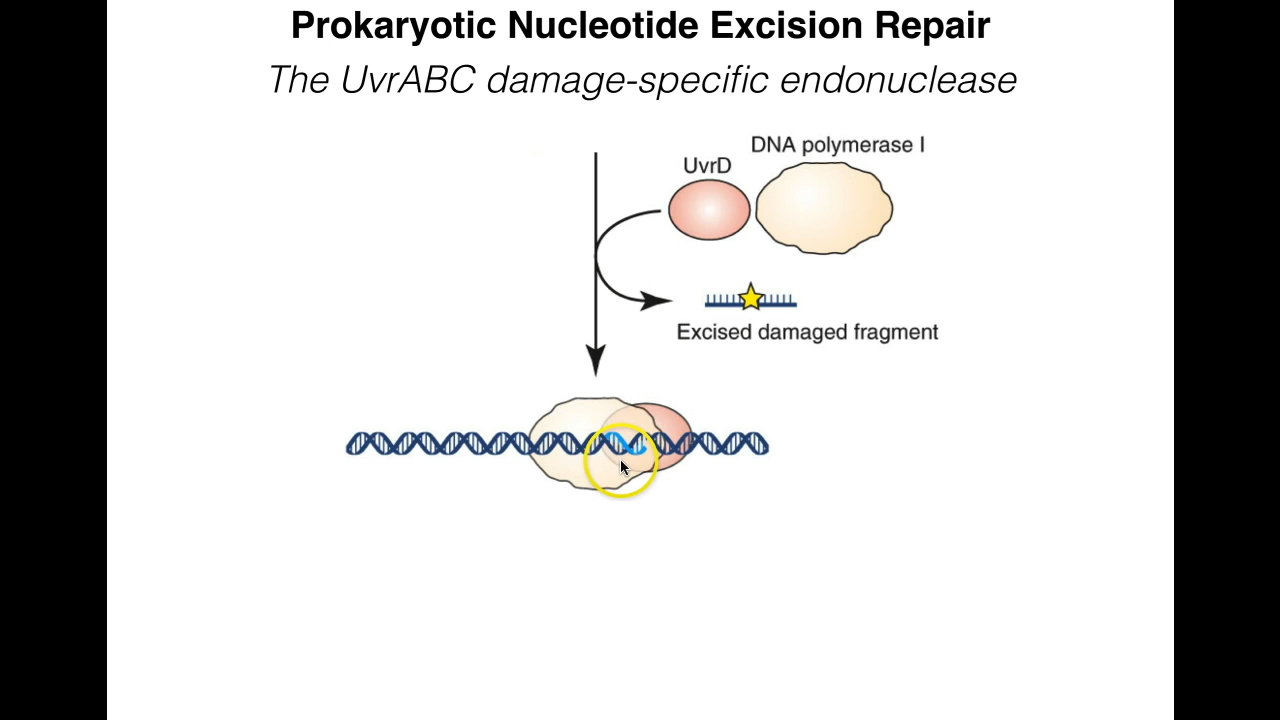 Prokaryotic Nucleotide Excision Repair
The UvrABC damage-specific endonuclease
DNA polymerase I
UvrD
Excised damaged fragment